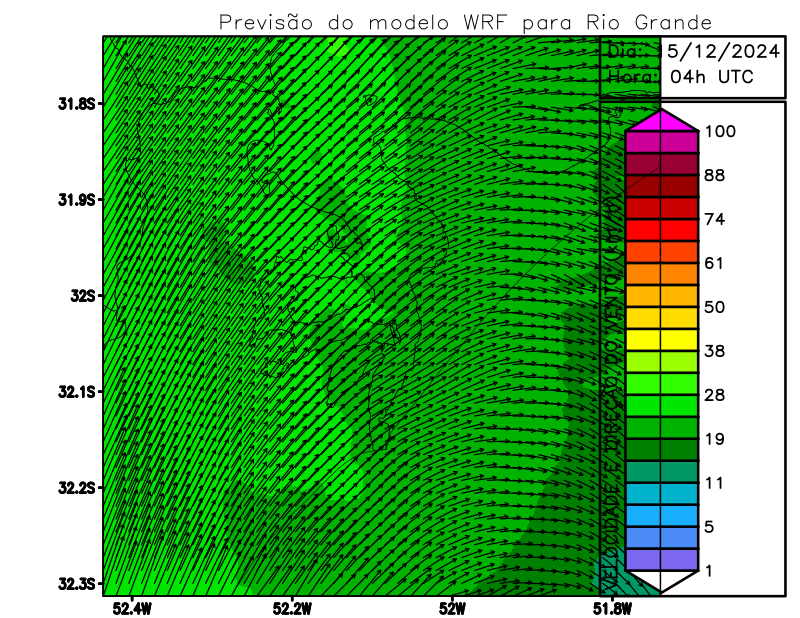 Previsão do modelo WRF para Rio Grande
Dia: 15/12/2024
Hora: 04h UTC
31.8S
31.9S
32S
32.1S
32.2S
32.3S
52.4W
52.2W
52W
51.8W
VELOCIDADE E DIREÇÃO DO VENTO (km/h)
100
88
74
61
50
38
28
19
11
5
1